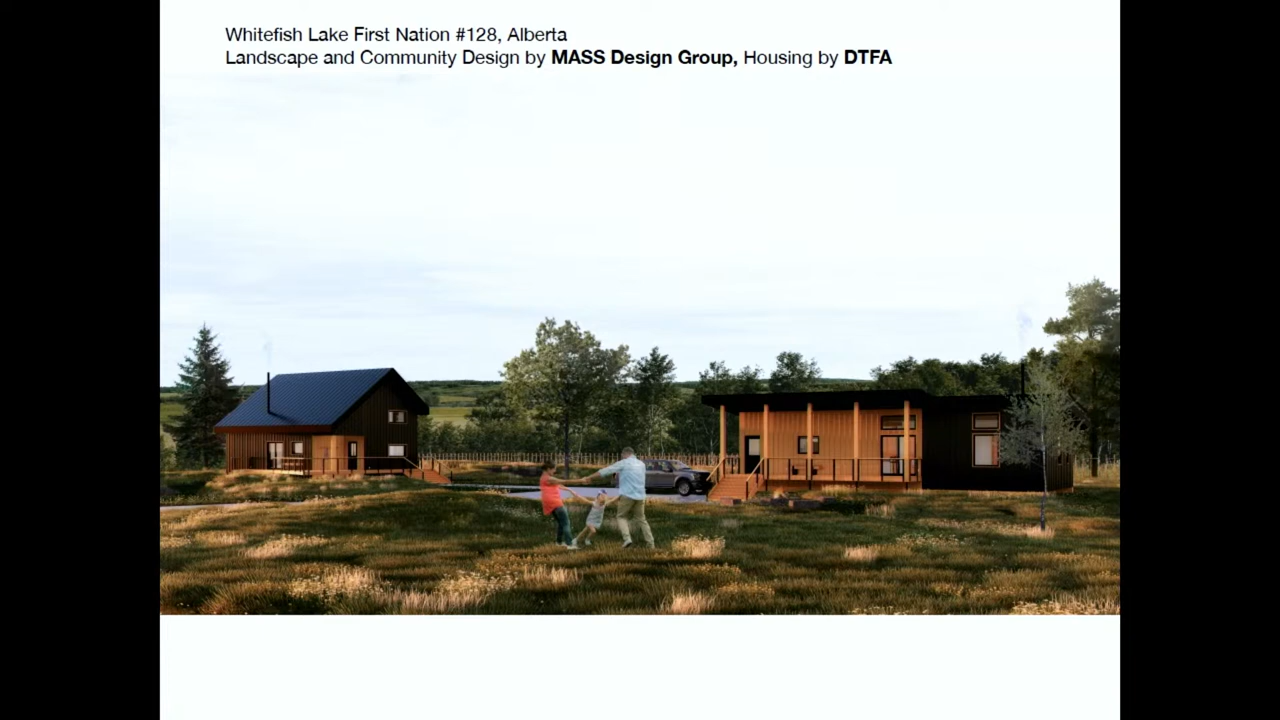 Whitefish Lake First Nation #128, Alberta
Landscape and Community Design by MASS Design Group, Housing by DTFA